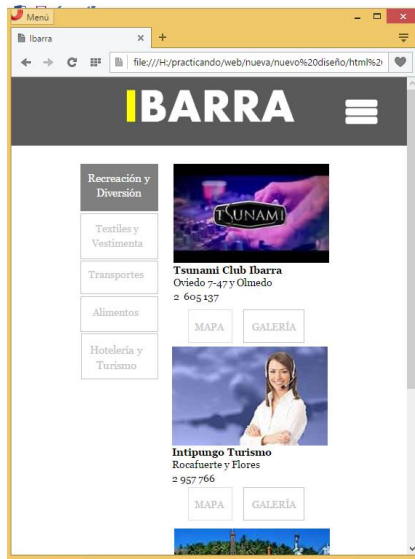 Menú
Ibarra
file:///H:/practicando/web/nueva/nuevo%20diseño/html%2
IBARRA
Recreación y
Diversión
Textiles y
Vestimenta
Transportes
Alimentos
Hotelería y
Turismo
TSUNAMI
Tsunami Club Ibarra
Oviedo 7-47 y Olmedo
2 605 137
MAPA
GALERÍA
Intipungo Turismo
Rocafuerte y Flores
2 957 766
MAPA
GALERÍA